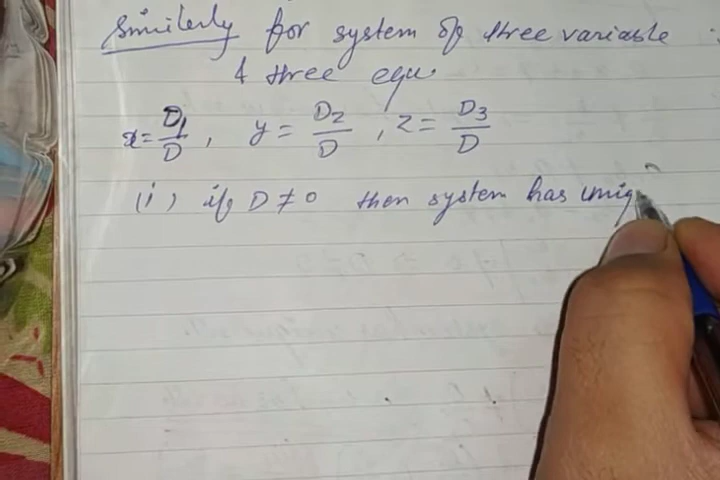 Similarly for system of three variable
& three equ.
x = D1/D , y = D2/D , z = D3/D
(i) if D ≠ 0 then system has uniq